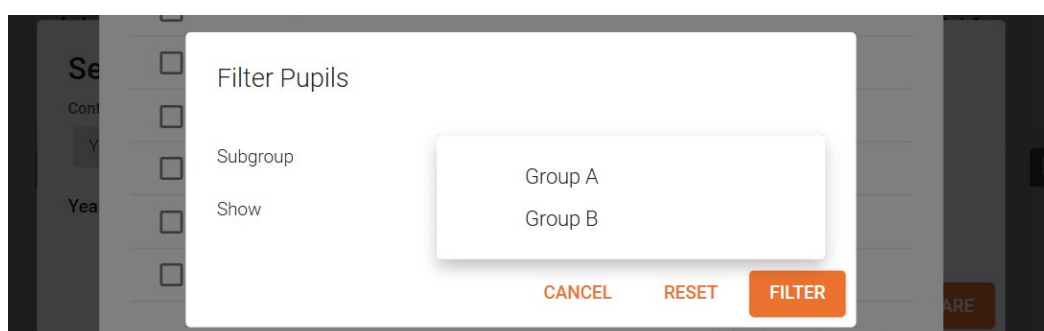 Filter Pupils
Subgroup
Group A
Show
Group B
CANCEL RESET FILTER